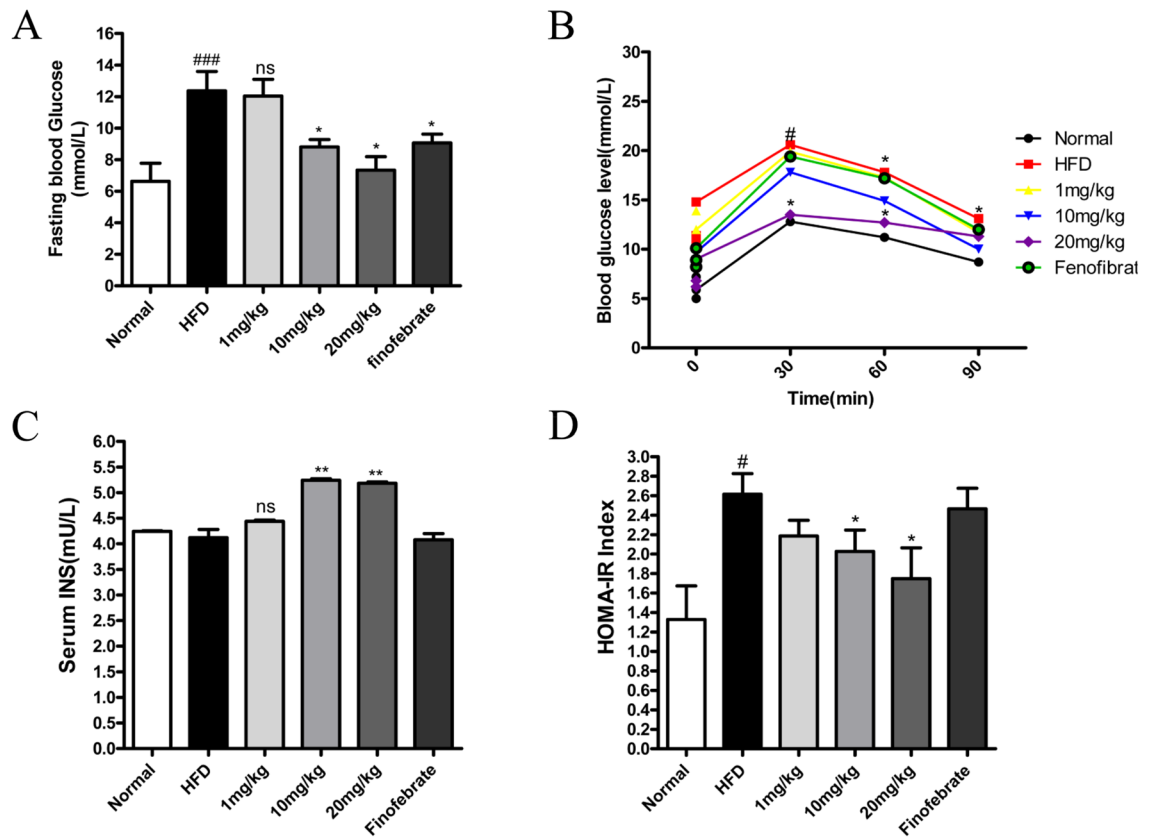 A
Fasting blood Glucose
(mmol/L)
16
14
12
10
8
6
4
2
0
###
ns
*
*
*
Normal
HFD
1mg/kg
10mg/kg
20mg/kg
finofebrate
B
Blood glucose level(mmol/L)
30
25
20
15
10
5
0
#
*
*
*
*
0
30
60
90
Time(min)
Normal
HFD
1mg/kg
10mg/kg
20mg/kg
Fenofibrat
C
Serum INS(mU/L)
6.0
5.5
5.0
4.5
4.0
3.5
3.0
2.5
2.0
1.5
1.0
0.5
0.0
ns
**
**
Normal
HFD
1mg/kg
10mg/kg
20mg/kg
Finofebrate
D
HOMA-IR Index
3.0
2.8
2.6
2.4
2.2
2.0
1.8
1.6
1.4
1.2
1.0
0.8
0.6
0.4
0.2
0.0
#
*
*
Normal
HFD
1mg/kg
10mg/kg
20mg/kg
Finofebrate